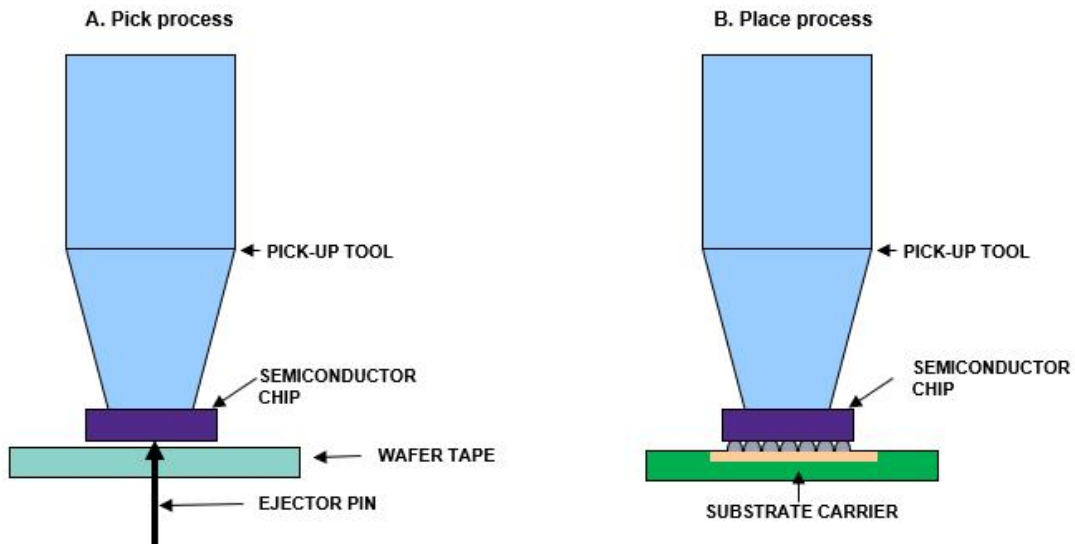 A. Pick process
PICK-UP TOOL
SEMICONDUCTOR
CHIP
WAFER TAPE
EJECTOR PIN
B. Place process
PICK-UP TOOL
SEMICONDUCTOR
CHIP
SUBSTRATE CARRIER